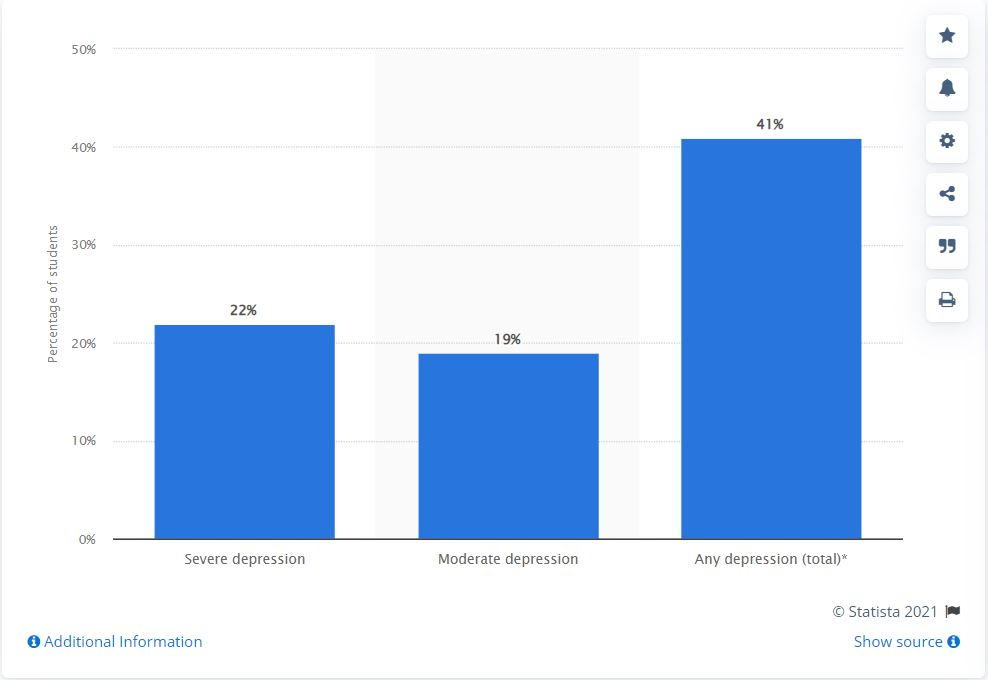 50%
40%
30%
20%
10%
0%
Percentage of students
22%
19%
41%
Severe depression
Moderate depression
Any depression (total)*
© Statista 2021
Additional Information
Show source